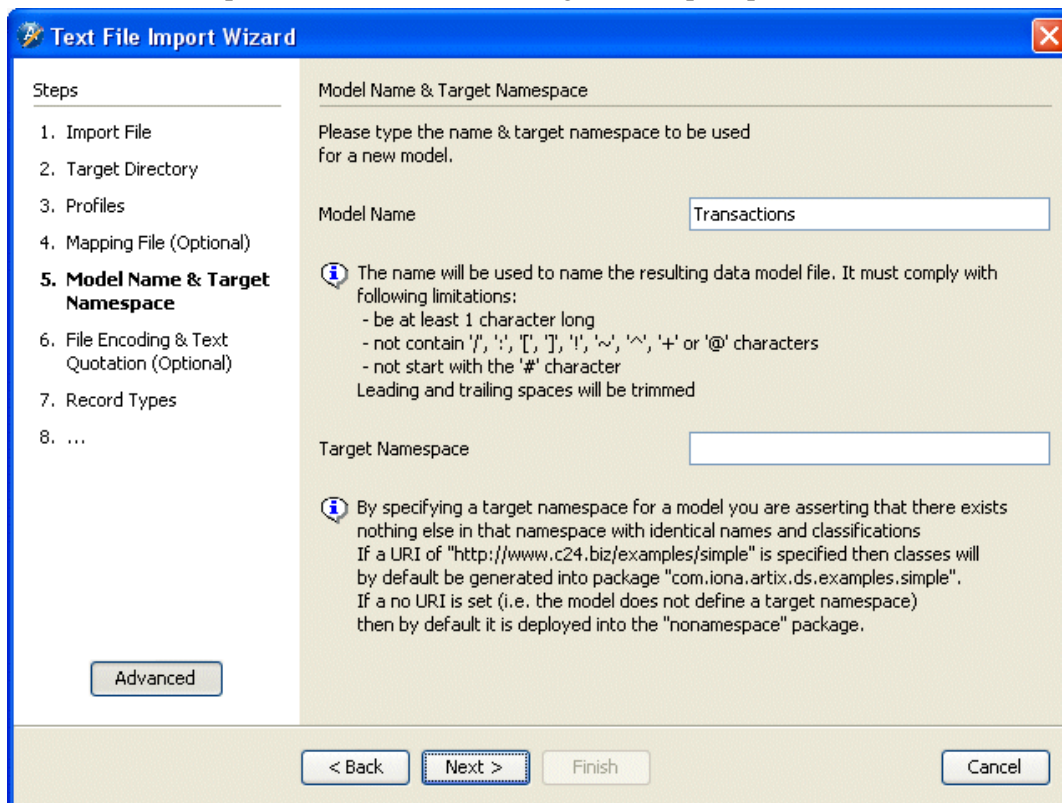 Text File Import Wizard
Steps
1. Import File
2. Target Directory
3. Profiles
4. Mapping File (Optional)
5. Model Name & Target
Namespace
6. File Encoding & Text
Quotation (Optional)
7. Record Types
8. ...
Advanced
Model Name & Target Namespace
Please type the name & target namespace to be used
for a new model.
Model Name
Transactions
The name will be used to name the resulting data model file. It must comply with
following limitations:
- be at least 1 character long
- not contain '/', ':', '[', ']', '!', '~', '^', '+' or '@' characters
- not start with the '#' character
Leading and trailing spaces will be trimmed
Target Namespace
By specifying a target namespace for a model you are asserting that there exists
nothing else in that namespace with identical names and classifications
If a URI of "http://www.c24.biz/examples/simple" is specified then classes will
by default be generated into package "com.iona.artix.ds.examples.simple".
If a no URI is set (i.e. the model does not define a target namespace)
then by default it is deployed into the "nonamespace" package.
< Back
Next >
Finish
Cancel